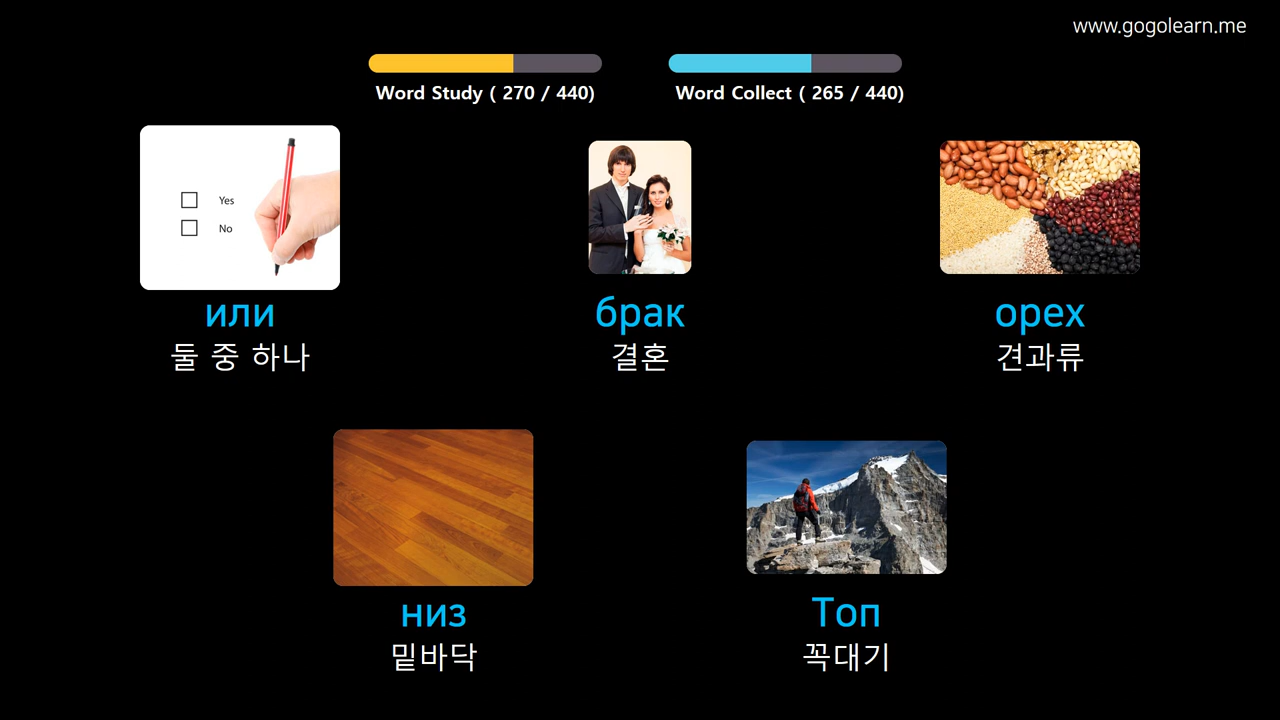 www.gogolearn.me
Word Study ( 270 / 440)
Word Collect ( 265 / 440)
Yes
No
или
둘 중 하나
брак
결혼
орех
견과류
низ
밑바닥
Топ
꼭대기